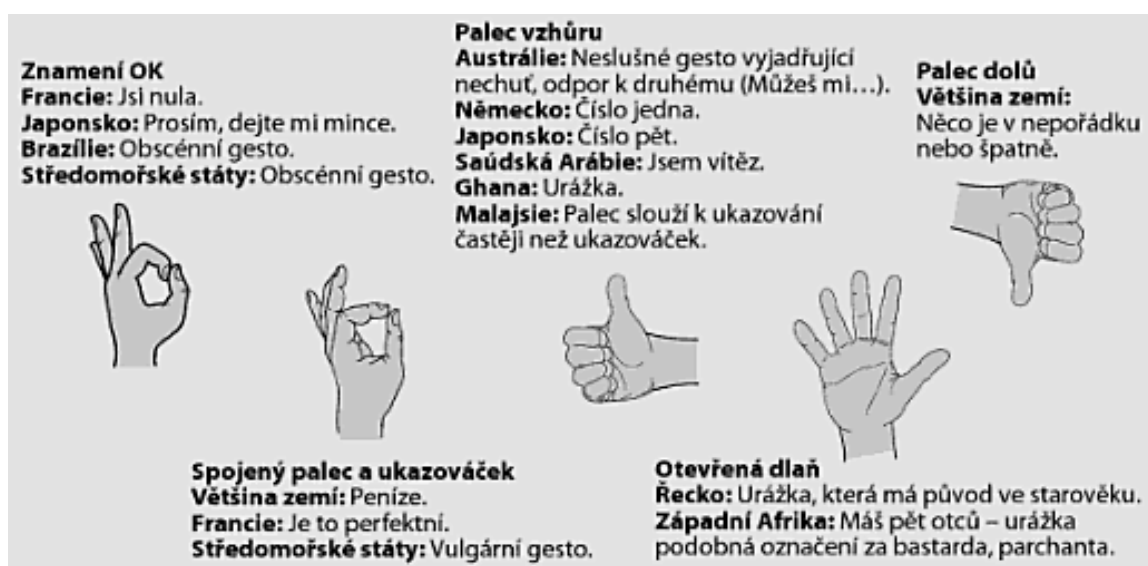 Znamení OK
Francie: Jsi nula.
Japonsko: Prosím, dejte mi mince.
Brazílie: Obscénní gesto.
Středomořské státy: Obscénní gesto.
Palec vzhůru
Austrálie: Neslušné gesto vyjadřující
nechuť, odpor k druhému (Můžeš mi…).
Německo: Číslo jedna.
Japonsko: Číslo pět.
Saúdská Arábie: Jsem vítěz.
Ghana: Urážka.
Malajsie: Palec slouží k ukazování
častěji než ukazováček.
Palec dolů
Většina zemí:
Něco je v nepořádku
nebo špatně.
Spojený palec a ukazováček
Většina zemí: Peníze.
Francie: Je to perfektní.
Středomořské státy: Vulgární gesto.
Otevřená dlaň
Řecko: Urážka, která má původ ve starověku.
Západní Afrika: Máš pět otců – urážka
podobná označení za bastarda, parchanta.